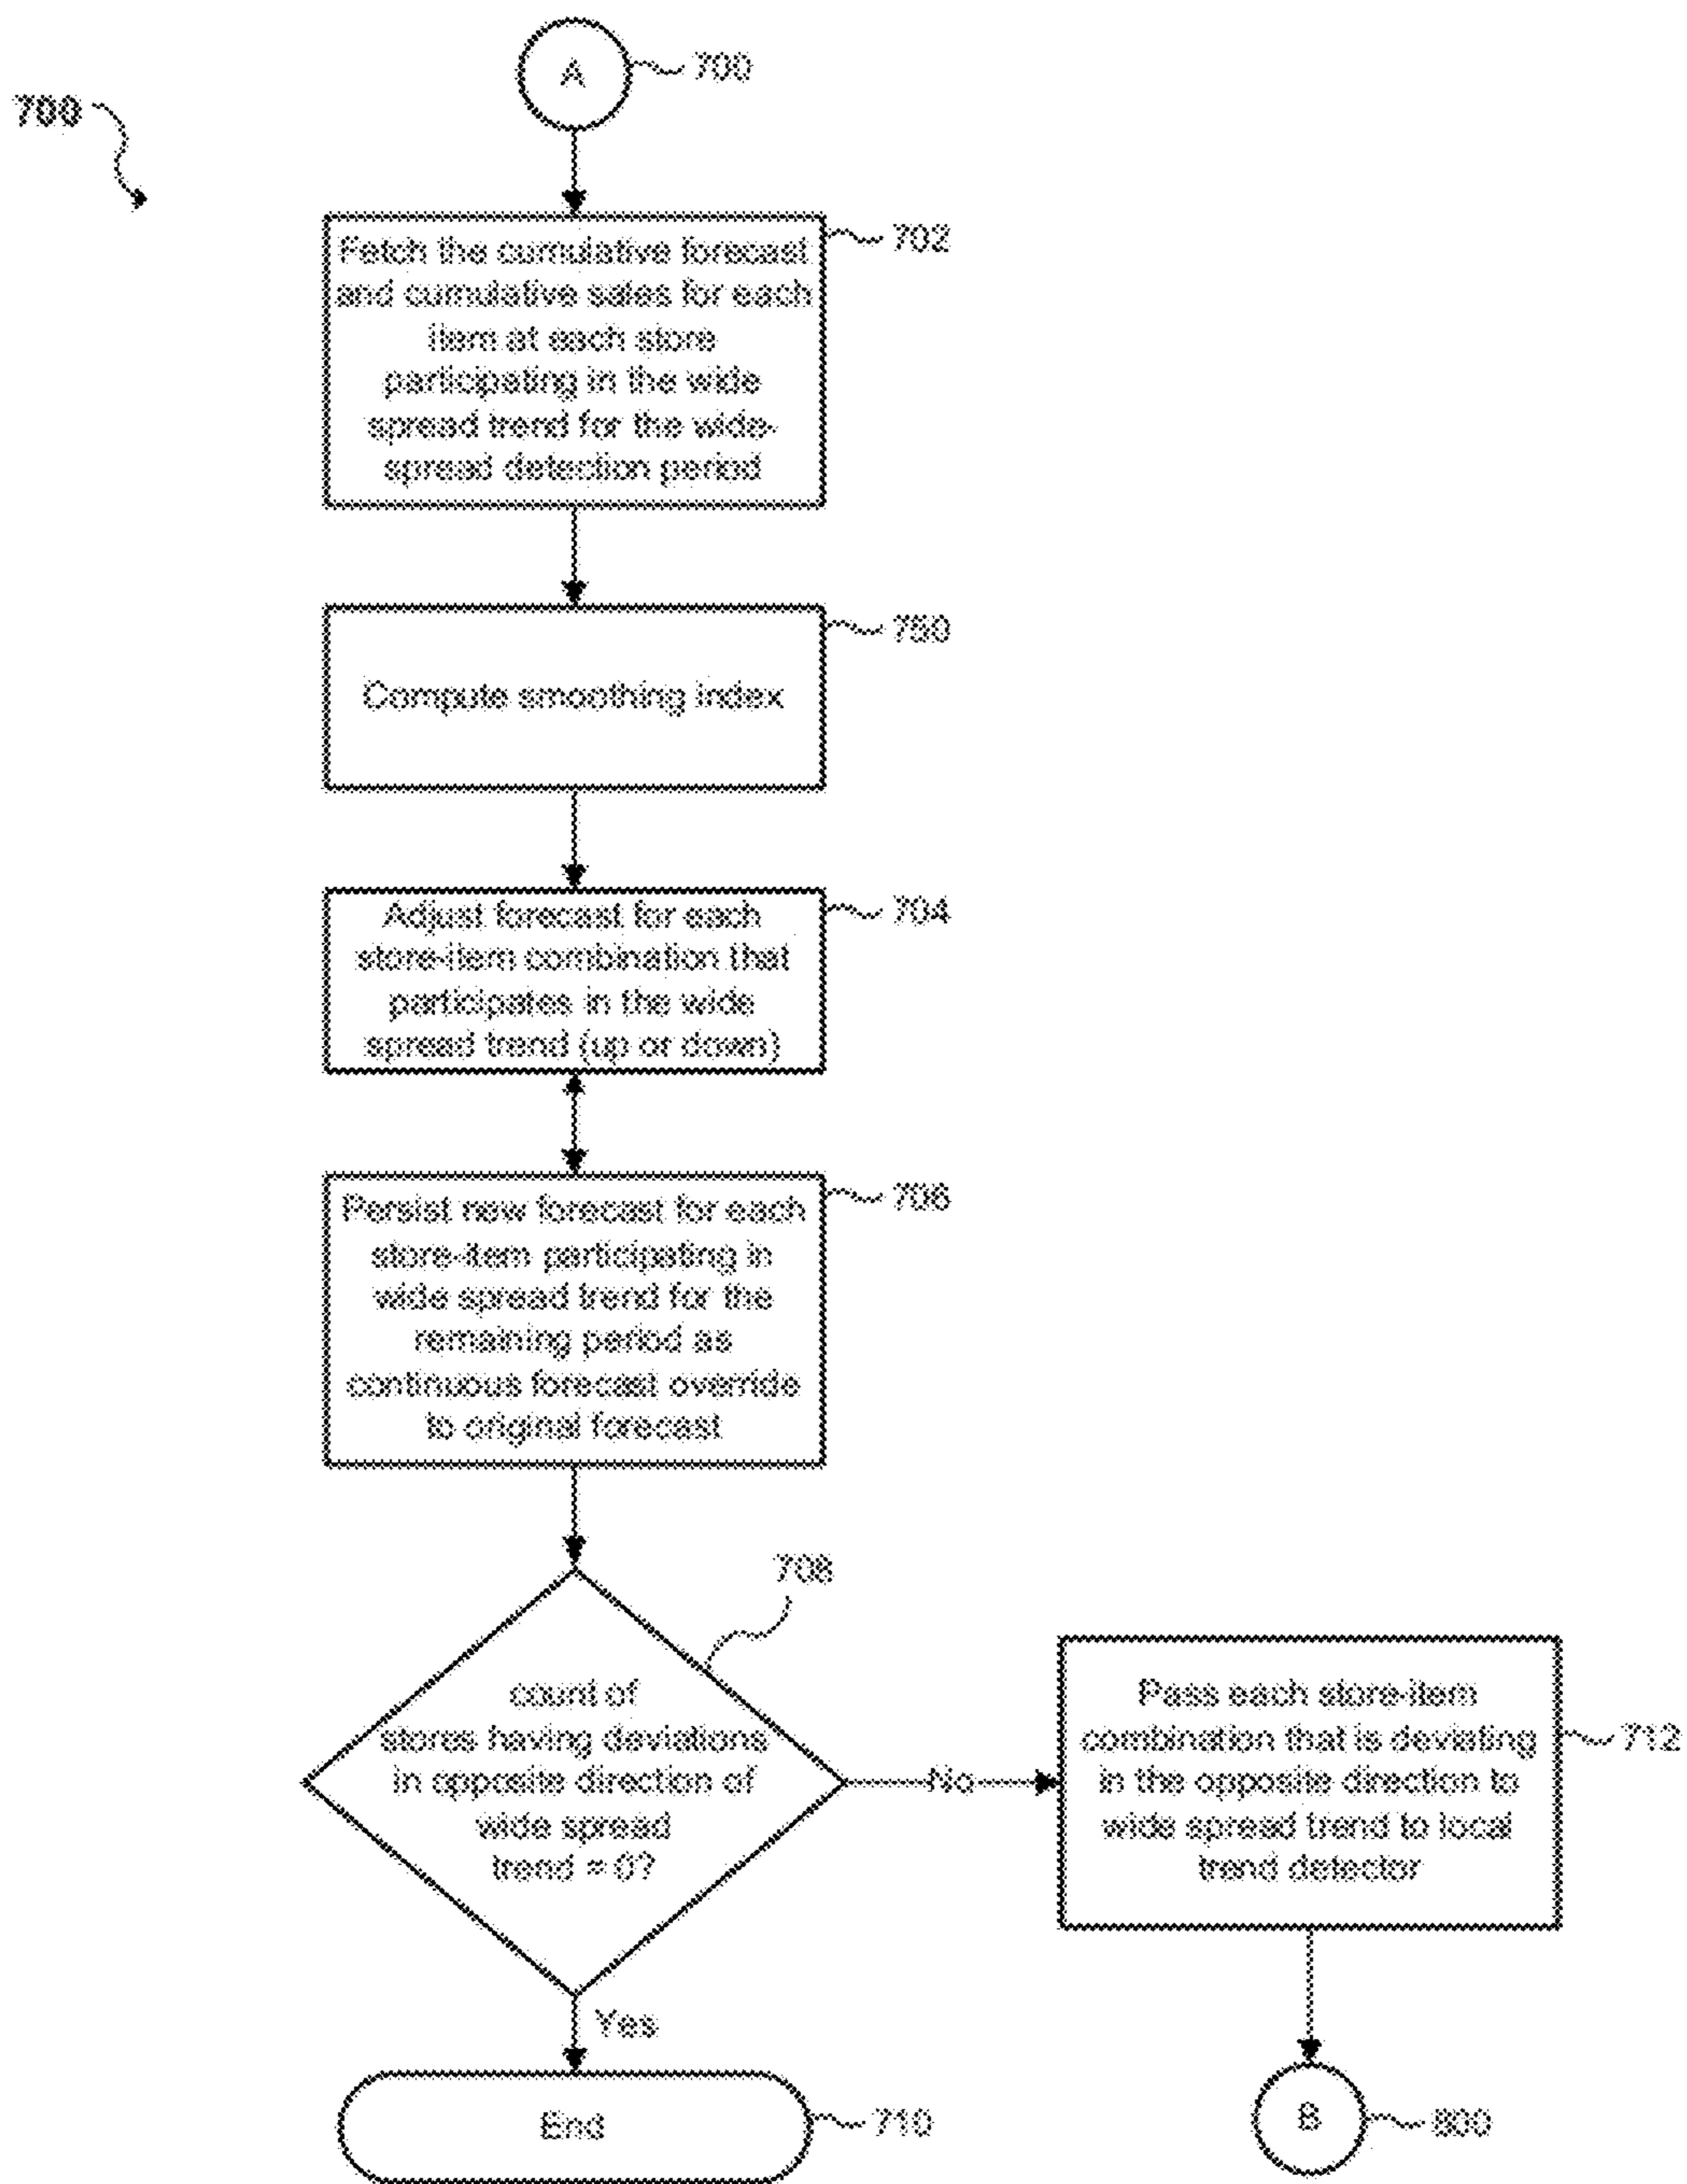 A
700
700
Fetch the cumulative forecast
and cumulative sales for each
item at each store
participating in the wide
spread trend for the wide-
spread detection period
702
Compute smoothing index
750
Adjust forecast for each
store-item combination that
participates in the wide
spread trend (up or down)
704
Persist new forecast for each
store-item participating in
wide spread trend for the
remaining period as
continuous forecast override
to original forecast
706
708
count of
stores having deviations
in opposite direction of
wide spread
trend = 0?
No
Pass each store-item
combination that is deviating
in the opposite direction to
wide spread trend to local
trend detector
712
Yes
End
710
B
800